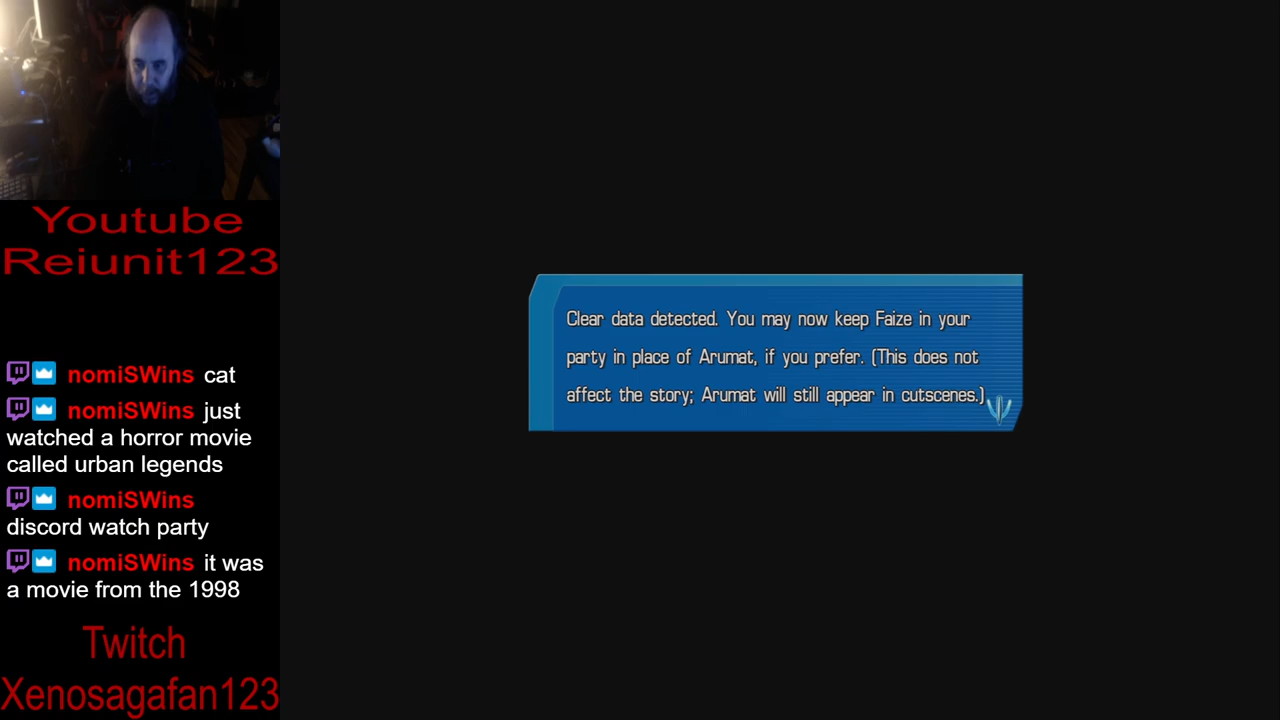 Youtube
Reiunit123
nomiSWins cat
nomiSWins just
watched a horror movie
called urban legends
nomiSWins
discord watch party
nomiSWins it was
a movie from the 1998
Twitch
Xenosagafan123
Clear data detected. You may now keep Faize in your
party in place of Arumat, if you prefer. (This does not
affect the story; Arumat will still appear in cutscenes.)